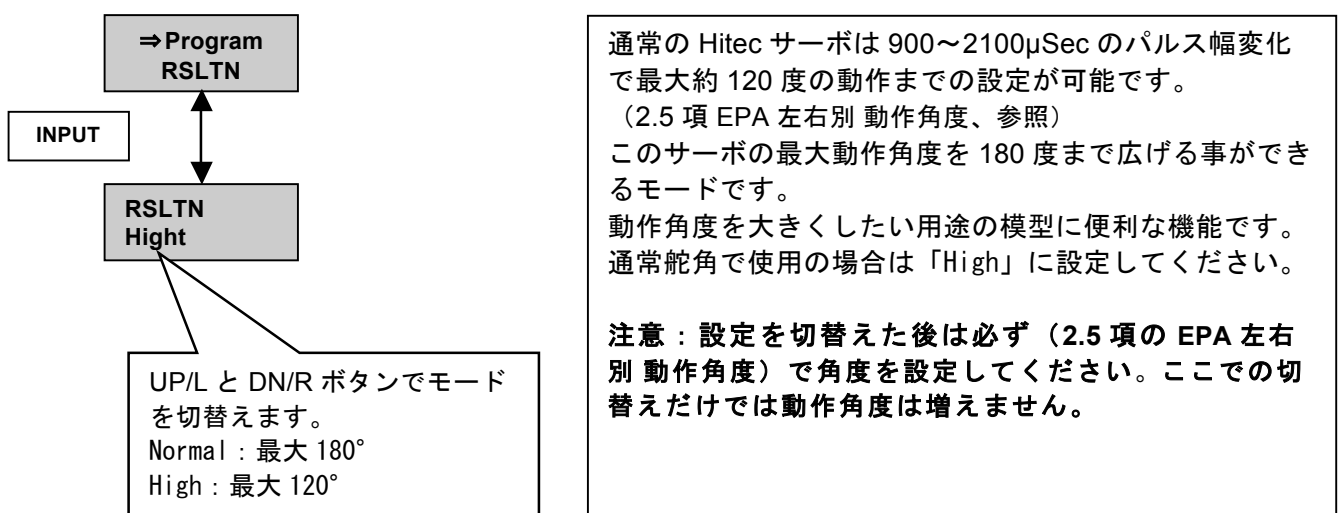 ⇒Program
RSLTN
INPUT
RSLTN
Hight
UP/L と DN/R ボタンでモード
を切替えます。
Normal：最大 180°
High：最大 120°
通常の Hitec サーボは 900～2100μSec のパルス幅変化
で最大約 120 度の動作までの設定が可能です。
（2.5 項 EPA 左右別 動作角度、参照）
このサーボの最大動作角度を 180 度まで広げる事ができ
るモードです。
動作角度を大きくしたい用途の模型に便利な機能です。
通常舵角で使用の場合は「High」に設定してください。
注意：設定を切替えた後は必ず（2.5 項の EPA 左右
別 動作角度）で角度を設定してください。ここでの切
替えだけでは動作角度は増えません。